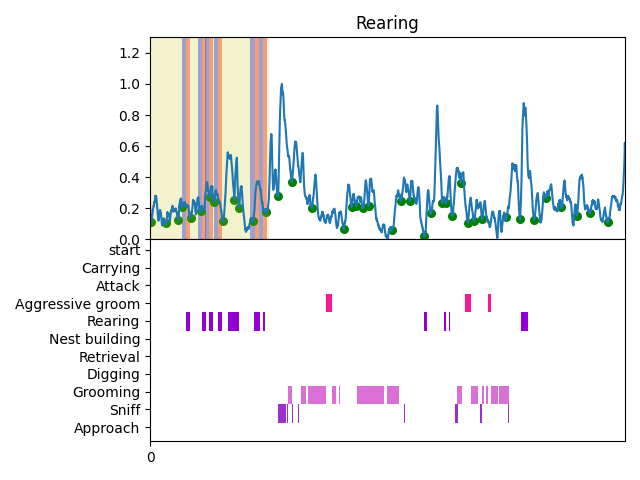 Rearing
1.2
1.0
0.8
0.6
0.4
0.2
0.0
start
Carrying
Attack
Aggressive groom
Rearing
Nest building
Retrieval
Digging
Grooming
Sniff
Approach
0